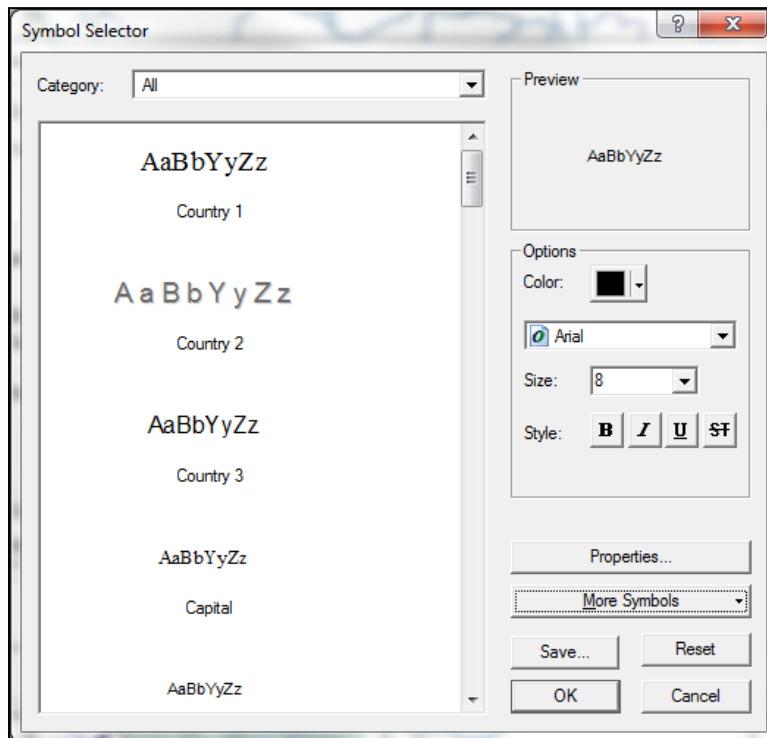 Symbol Selector
?
X
Category: All
AaBbYyZz
Country 1
AaBbYyZz
Country 2
AaBbYyZz
Country 3
AaBbYyZz
Capital
AaBbYyZz
Preview
AaBbYyZz
Options
Color:
O Arial
Size: 8
Style: B I U ST
Properties...
More Symbols
Save... Reset
OK Cancel